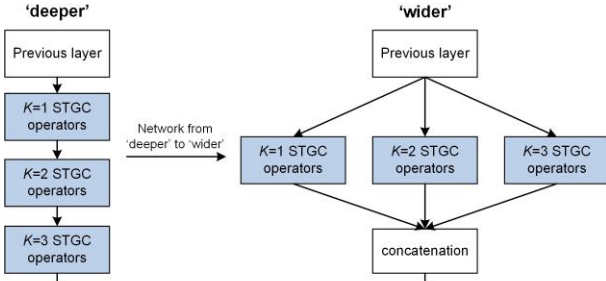 'deeper'
Previous layer
K=1 STGC
operators
K=2 STGC
operators
K=3 STGC
operators
Network from
'deeper' to 'wider'
'wider'
Previous layer
K=1 STGC
operators
K=2 STGC
operators
K=3 STGC
operators
concatenation